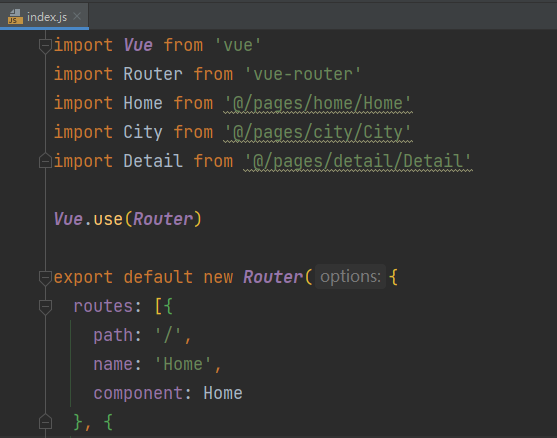 index.js
import Vue from 'vue'
import Router from 'vue-router'
import Home from '@/pages/home/Home'
import City from '@/pages/city/City'
import Detail from '@/pages/detail/Detail'
Vue.use(Router)
export default new Router( options: {
routes: [{
path: '/',
name: 'Home',
component: Home
}, {